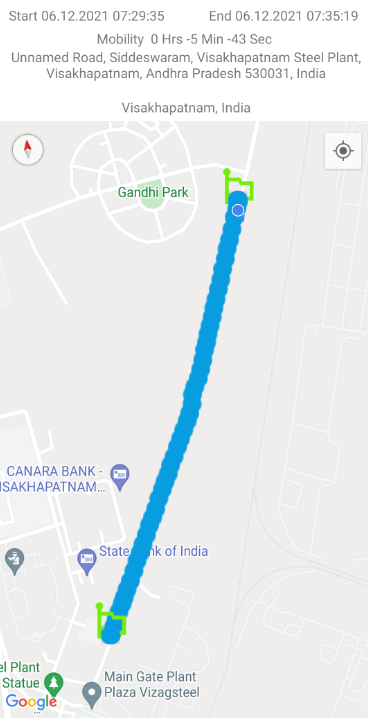 Start 06.12.2021 07:29:35 End 06.12.2021 07:35:19
Mobility 0 Hrs -5 Min -43 Sec
Unnamed Road, Siddeswaram, Visakhapatnam Steel Plant,
Visakhapatnam, Andhra Pradesh 530031, India
Visakhapatnam, India
Gandhi Park
CANARA BANK -
ISAKHAPATNAM...
State Bank of India
el Plant
Statue
Main Gate Plant
Plaza Vizagsteel
Google